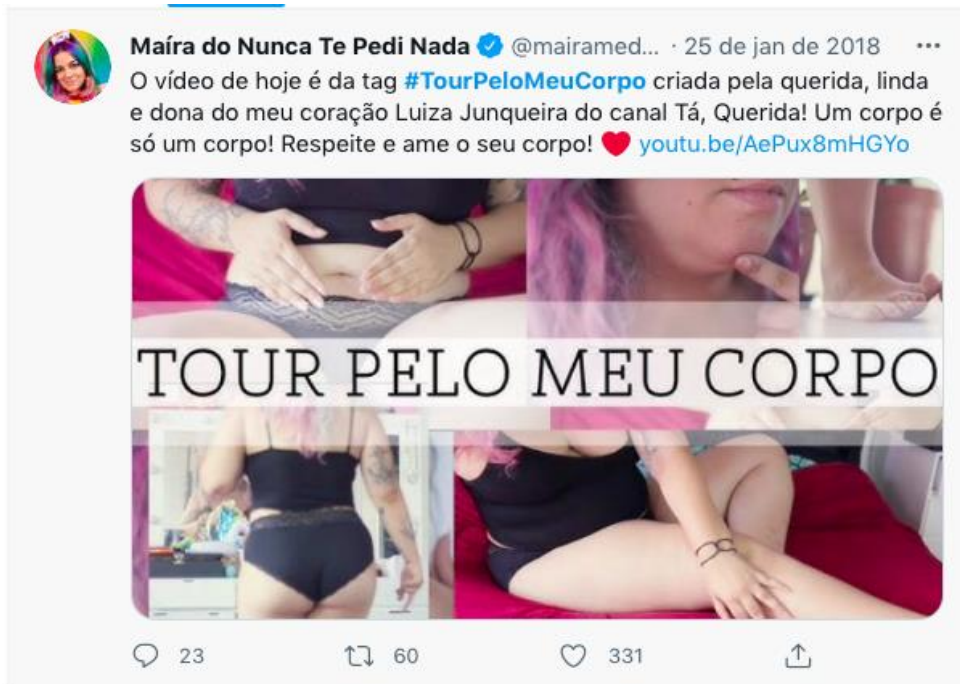 Maíra do Nunca Te Pedi Nada @mairamed... · 25 de jan de 2018
O vídeo de hoje é da tag #TourPeloMeuCorpo criada pela querida, linda
e dona do meu coração Luiza Junqueira do canal Tá, Querida! Um corpo é
só um corpo! Respeite e ame o seu corpo! ❤️ youtu.be/AePux8mHGYo
TOUR PELO MEU CORPO
23 60 331